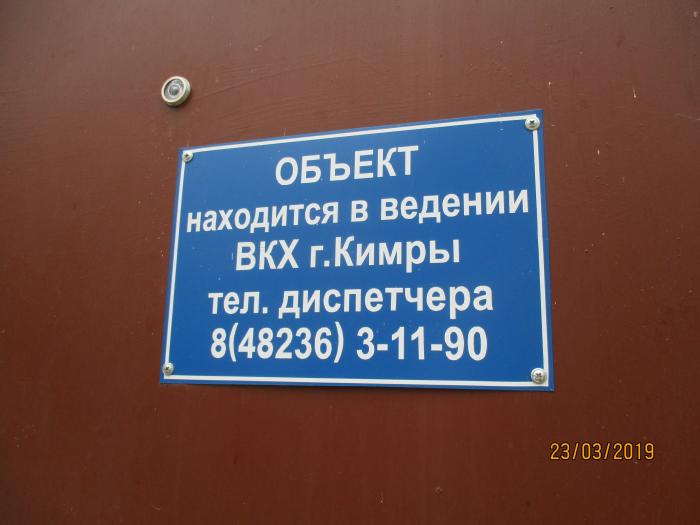 ОБЪЕКТ
находится в ведении
ВКХ г.Кимры
тел. диспетчера
8(48236) 3-11-90
23/03/2019